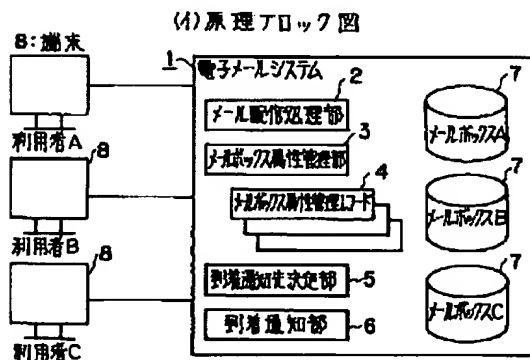 (イ)原理ブロック図
8:端末
1
電子メールシステム
2
メール配信処理部
3
メールボックス属性管理部
4
メールボックス属性管理レコード
到着通知先決定部
5
到着通知部
6
7
メールボックスA
7
メールボックスB
7
メールボックスC
利用者A
8
利用者B
8
利用者C